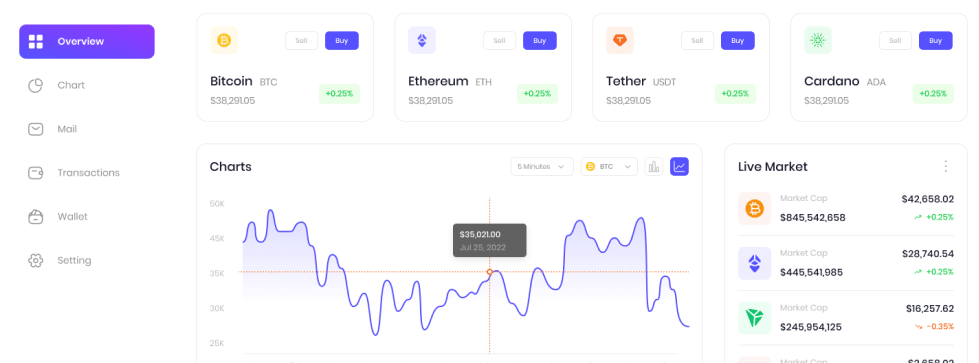 Overview
Chart
Mail
Transactions
Wallet
Setting
Sell Buy
Bitcoin BTC
$38,291.05
+0.25%
Sell Buy
Ethereum ETH
$38,291.05
+0.25%
Sell Buy
Tether USDT
$38,291.05
+0.25%
Sell Buy
Cardano ADA
$38,291.05
+0.25%
Charts
5 Minutes
BTC
50K
45K
35K
30K
25K
$35,021.00
Jul 25, 2022
Live Market
Market Cap $42,658.02
$845,542,658 +0.25%
Market Cap $28,740.54
$445,541,985 +0.25%
Market Cap $16,257.62
$245,954,125 -0.35%
Market Cap